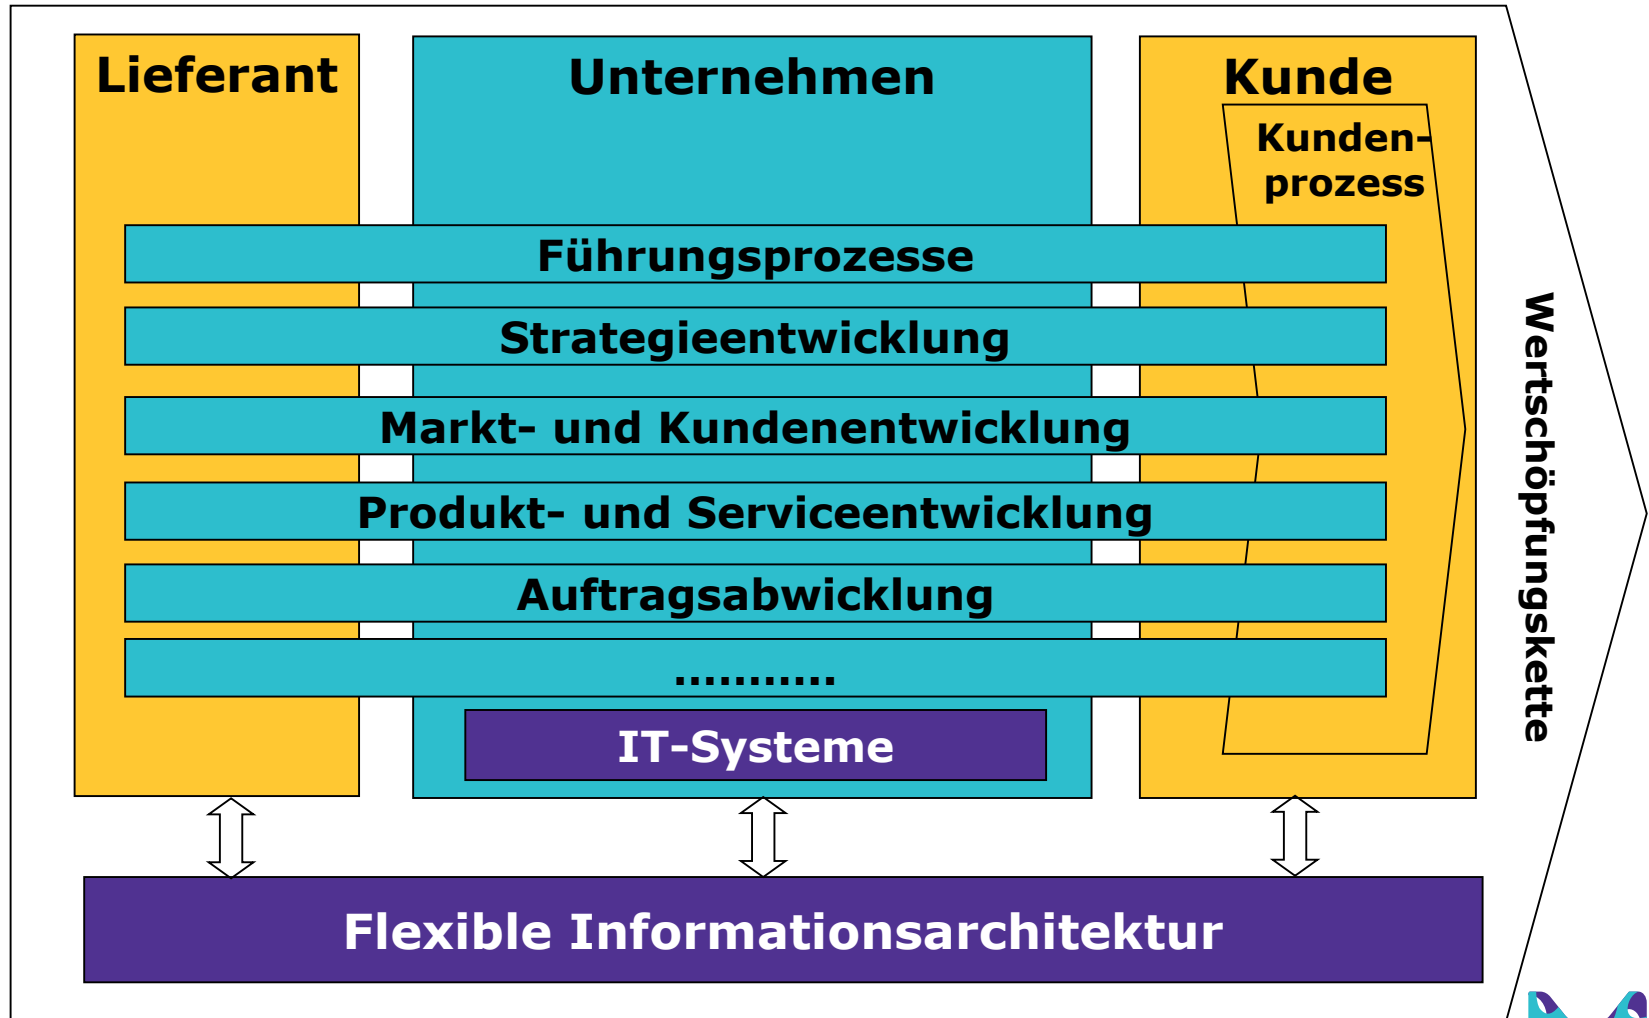 Lieferant
Unternehmen
Kunde
Kunden-
prozess
Führungsprozesse
Strategieentwicklung
Markt- und Kundenentwicklung
Produkt- und Serviceentwicklung
Auftragsabwicklung
...........
IT-Systeme
Flexible Informationsarchitektur
Wertschöpfungskette